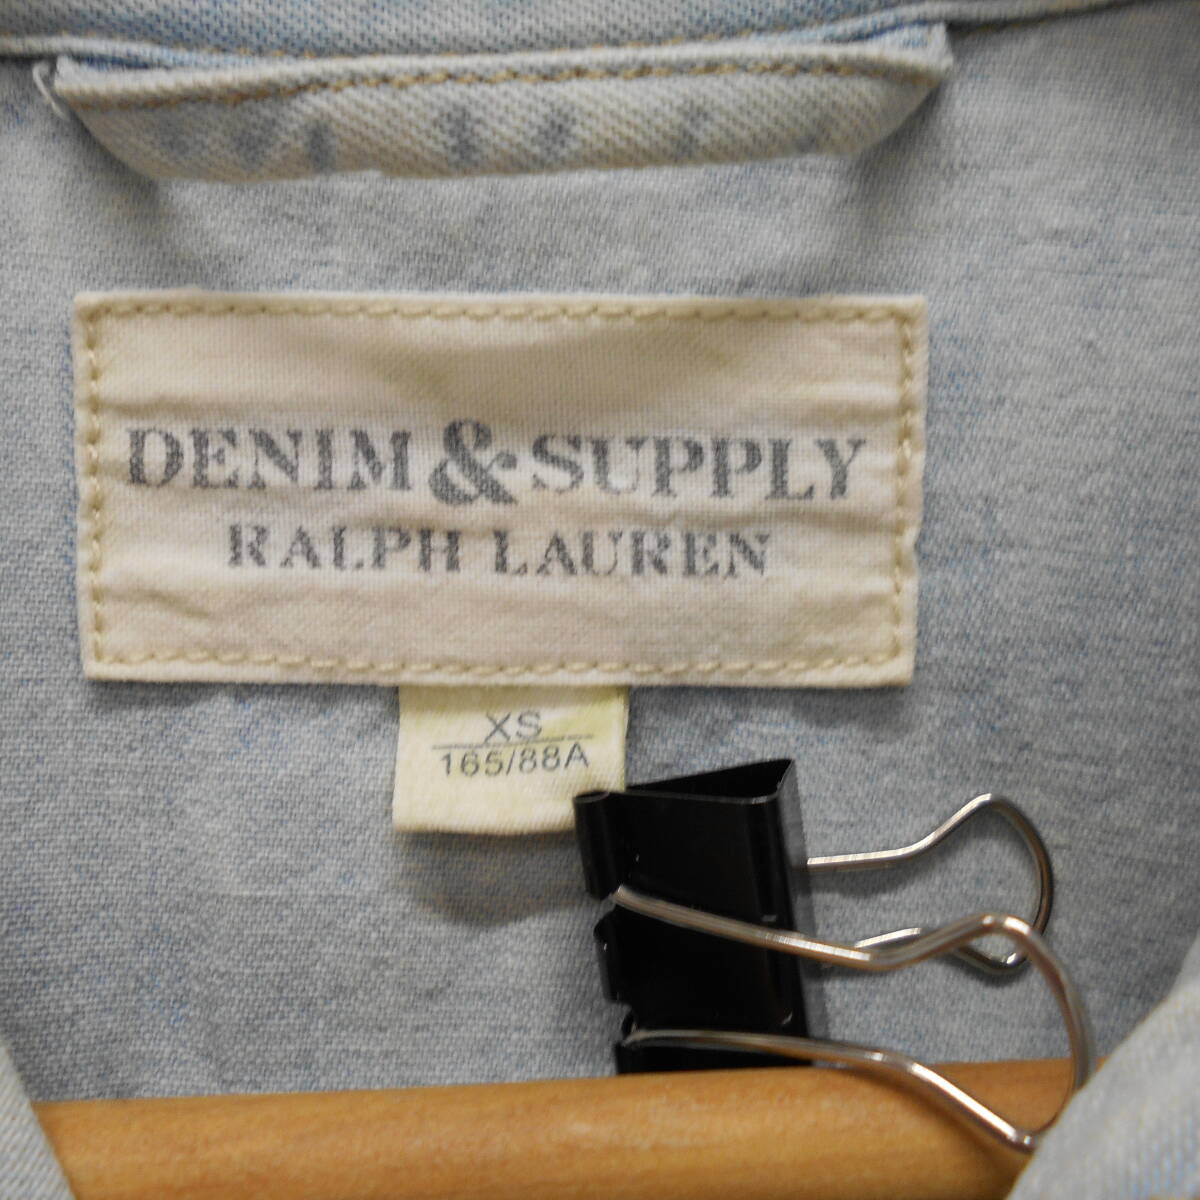 DENIM & SUPPLY
RALPH LAUREN
XS
165/88A